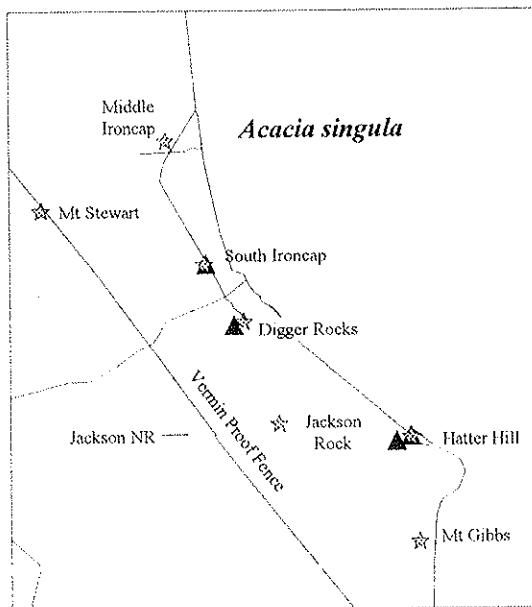 Middle
Ironcap
Acacia singula
Mt Stewart
South Ironcap
Digger Rocks
Vermin Proof Fence
Jackson NR
Jackson
Rock
Hatter Hill
Mt Gibbs